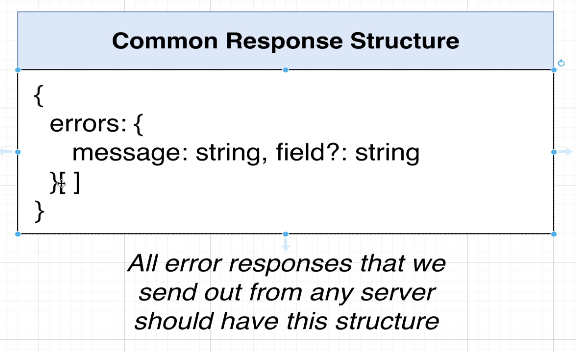 Common Response Structure
{
errors: {
message: string, field?: string
}[ ]
}
All error responses that we
send out from any server
should have this structure